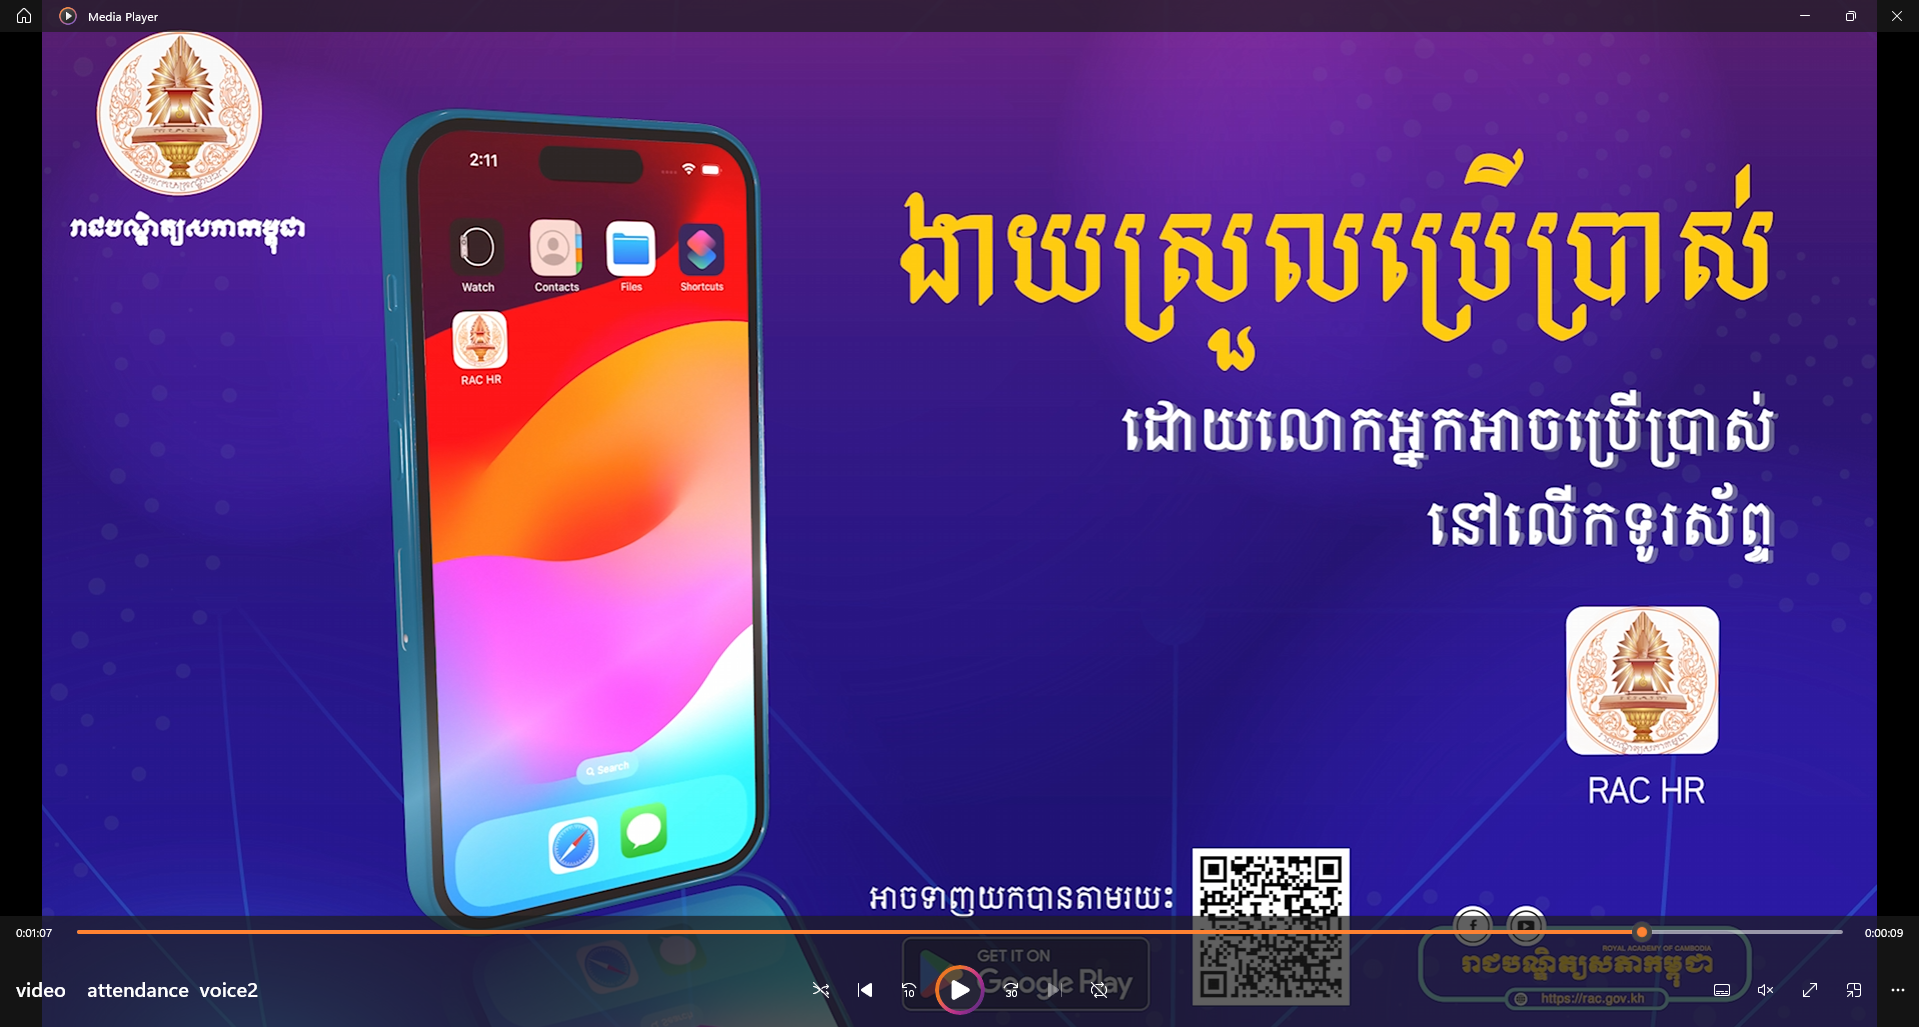 Media Player
រាជបណ្ឌិត្យសភាកម្ពុជា
2:11
Watch
Contacts
Files
Shortcuts
RAC HR
Search
ងាយស្រួលប្រើប្រាស់
ដោយលោកអ្នកអាចប្រើប្រាស់
នៅលើកទូរស័ព្ទ
RAC HR
អាចទាញយកបានតាមរយៈ
GET IT ON
Google Play
ROYAL ACADEMY OF CAMBODIA
រាជបណ្ឌិត្យសភាកម្ពុជា
https://rac.gov.kh
0:01:07
0:00:09
video attendance voice2
10
30